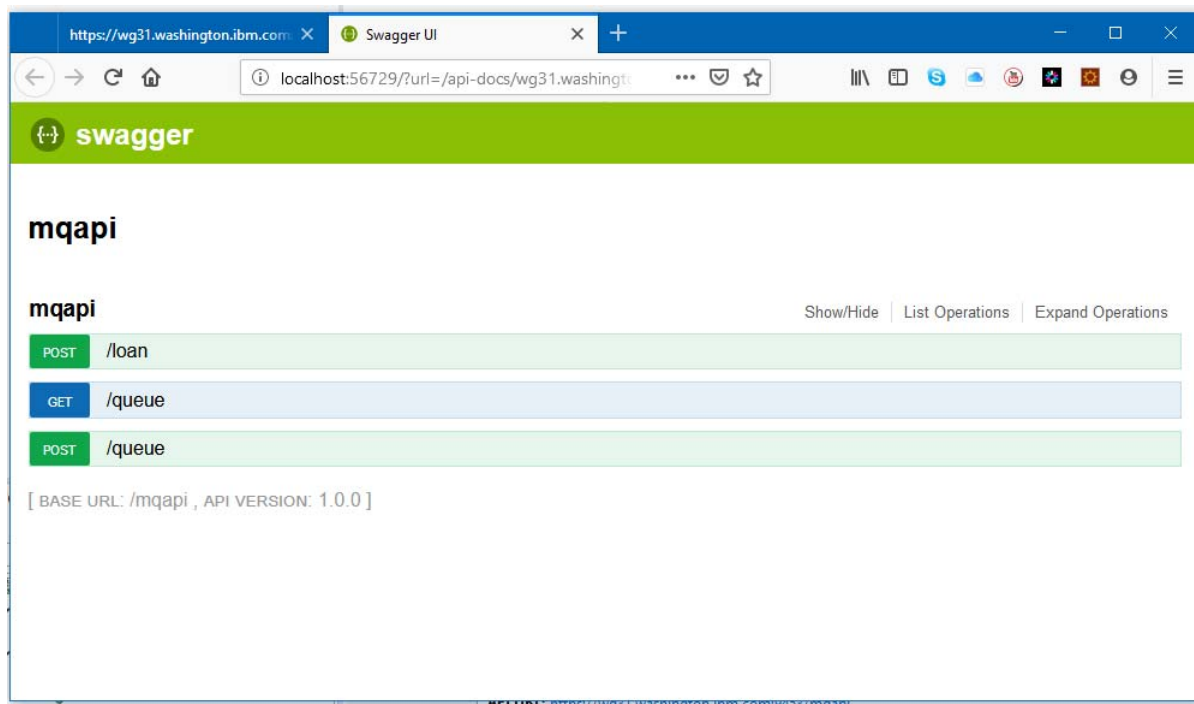 https://wg31.washington.ibm.com
Swagger UI
localhost:56729/?url=/api-docs/wg31.washingt
swagger
mqapi
mqapi
Show/Hide List Operations Expand Operations
POST /loan
GET /queue
POST /queue
[ BASE URL: /mqapi , API VERSION: 1.0.0 ]